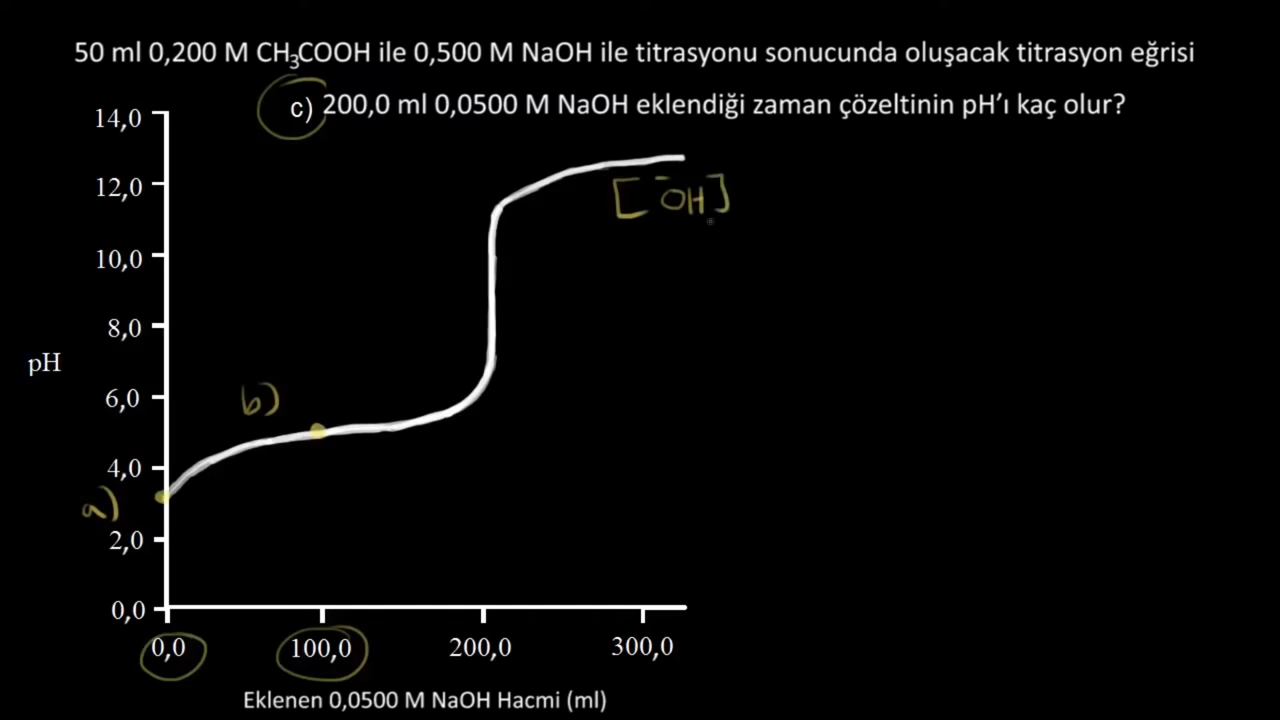 50 ml 0,200 M CH₃COOH ile 0,500 M NaOH ile titrasyonu sonucunda oluşacak titrasyon eğrisi
c) 200,0 ml 0,0500 M NaOH eklendiği zaman çözeltinin pH'ı kaç olur?
14,0
12,0
[⁻OH]
10,0
8,0
pH
6,0
b)
4,0
a)
2,0
0,0
0,0 100,0 200,0 300,0
Eklenen 0,0500 M NaOH Hacmi (ml)